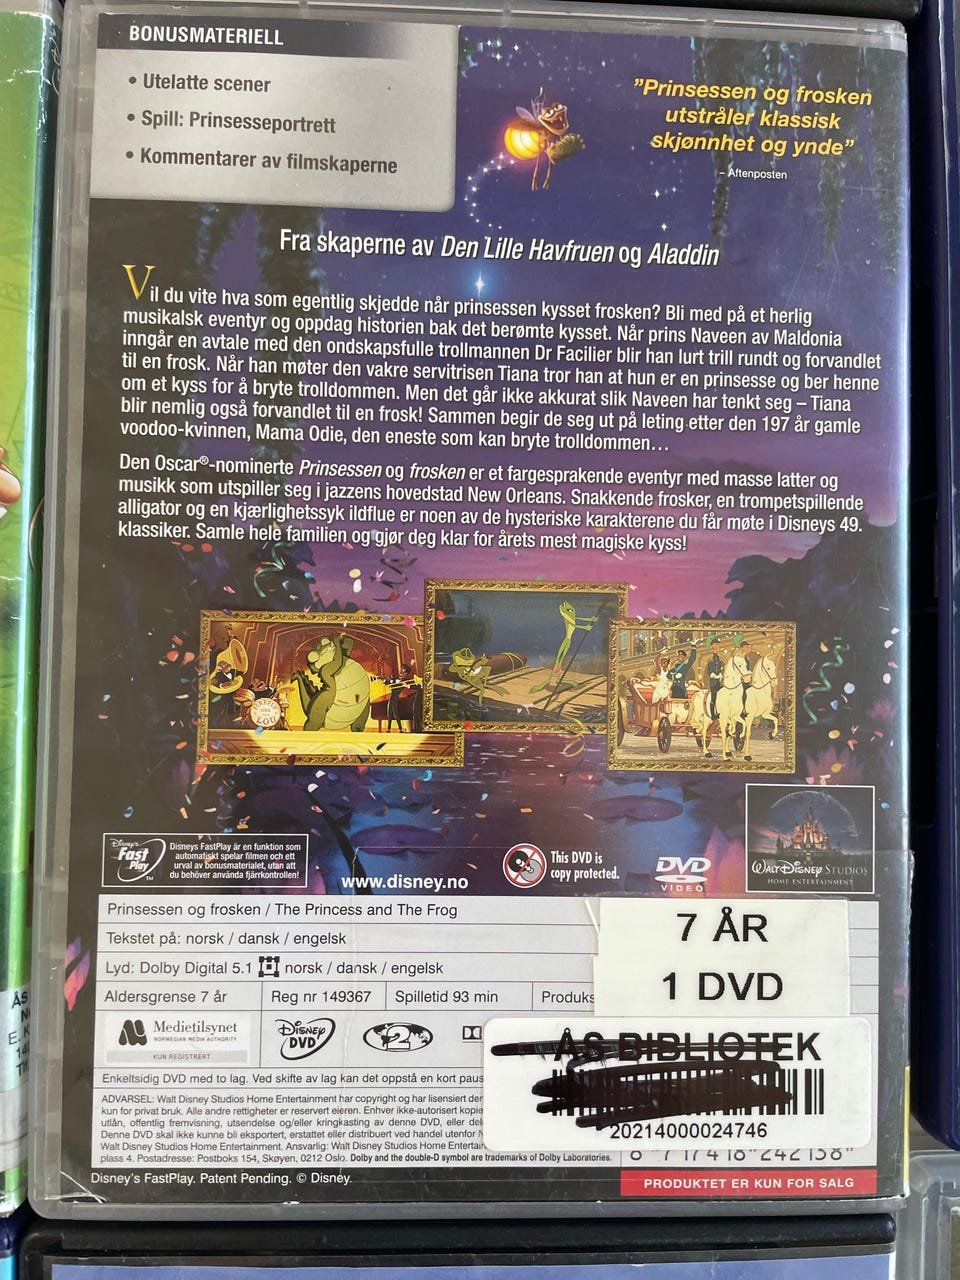 BONUSMATERIELL
• Utelatte scener
• Spill: Prinsesseportrett
• Kommentarer av filmskaperne
”Prinsessen og frosken
utstråler klassisk
skjønnhet og ynde”
– Aftenposten
Fra skaperne av Den Lille Havfruen og Aladdin
Vil du vite hva som egentlig skjedde når prinsessen kysset frosken? Bli med på et herlig
musikalsk eventyr og oppdag historien bak det berømte kysset. Når prins Naveen av Maldonia
inngår en avtale med den ondskapsfulle trollmannen Dr Facilier blir han lurt trill rundt og forvandlet
til en frosk. Når han møter den vakre servitrisen Tiana tror han at hun er en prinsesse og ber henne
om et kyss for å bryte trolldommen. Men det går ikke akkurat slik Naveen har tenkt seg – Tiana
blir nemlig også forvandlet til en frosk! Sammen begir de seg ut på leting etter den 197 år gamle
voodoo-kvinnen, Mama Odie, den eneste som kan bryte trolldommen…
Den Oscar®-nominerte Prinsessen og frosken er et fargesprakende eventyr med masse latter og
musikk som utspiller seg i jazzens hovedstad New Orleans. Snakkende frosker, en trompetspillende
alligator og en kjærlighetssyk ildflue er noen av de hysteriske karakterene du får møte i Disneys 49.
klassiker. Samle hele familien og gjør deg klar for årets mest magiske kyss!
LOU
Disney's Fast Play™
Disneys FastPlay är en funktion som
automatiskt spelar filmen och ett
urval av bonusmaterialet, utan att
du behöver använda fjärrkontrollen!
www.disney.no
This DVD is
copy protected.
DVD
VIDEO
WALT DISNEY STUDIOS
HOME ENTERTAINMENT
Prinsessen og frosken / The Princess and The Frog
Tekstet på: norsk / dansk / engelsk
Lyd: Dolby Digital 5.1 norsk / dansk / engelsk
Aldersgrense 7 år Reg nr 149367 Spilletid 93 min Produks
7 ÅR
1 DVD
Medietilsynet
NORWEGIAN MEDIA AUTHORITY
KUN REGISTRERT
Disney
DVD
2
ÅS BIBLIOTEK
20214000024746
Enkeltsidig DVD med to lag. Ved skifte av lag kan det oppstå en kort paus
ADVARSEL: Walt Disney Studios Home Entertainment har copyright og har lisensiert den
kun for privat bruk. Alle andre rettigheter er reservert eieren. Enhver ikke-autorisert kopie
utlån, offentlig fremvisning, utsendelse og/eller kringkasting av denne DVD, eller del
Denne DVD skal ikke kunne bli eksportert, erstattet eller distribuert ved handel utenfor N
Walt Disney Studios Home Entertainment. Ansvarlig: Walt Disney Studios Home Entertain
plass 4. Postadresse: Postboks 154, Skøyen, 0212 Oslo. Dolby and the double-D symbol are trademarks of Dolby Laboratories.
8 717418 242138
Disney's FastPlay. Patent Pending. © Disney.
PRODUKTET ER KUN FOR SALG